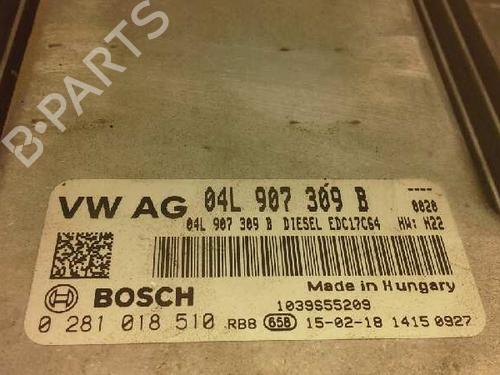 B-PARTS
VW AG 04L 907 309 B 0020
04L 907 309 B DIESEL EDC17C64 HW: H22
Made in Hungary
BOSCH 1039S55209
0 281 018 510 RBB 658 15-02-18 1415 0927